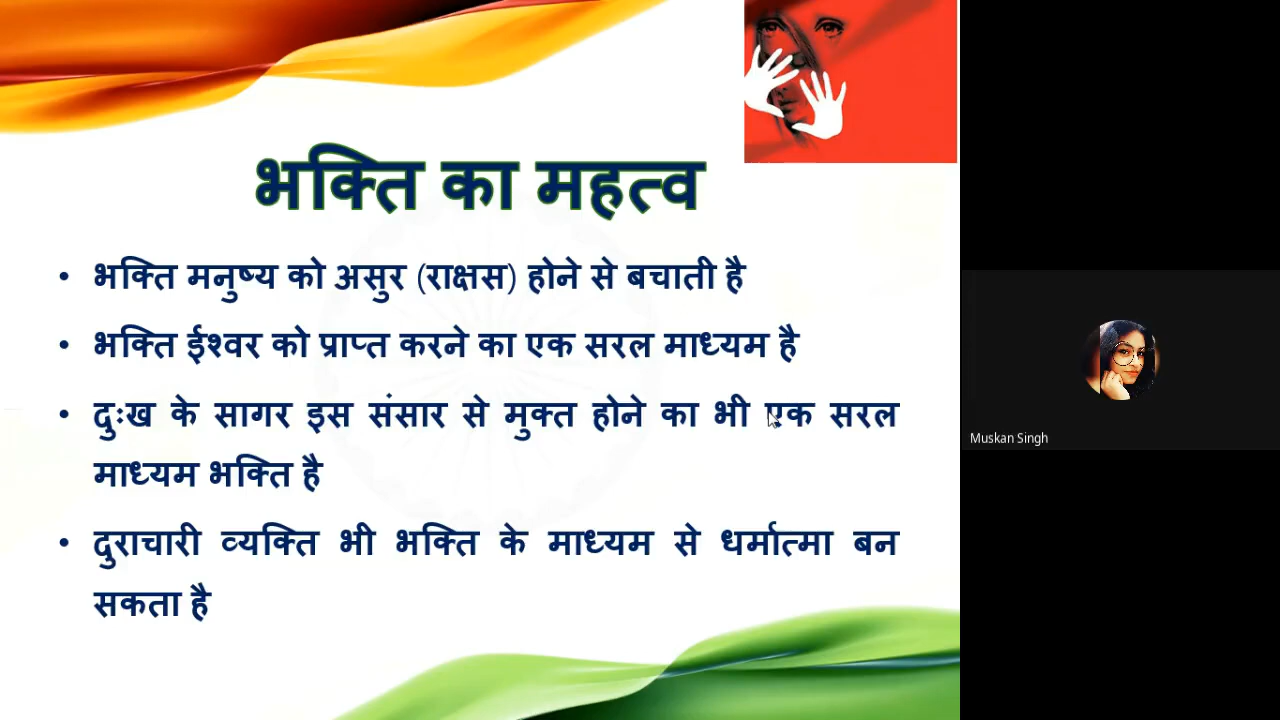 भक्ति का महत्व
• भक्ति मनुष्य को असुर (राक्षस) होने से बचाती है
• भक्ति ईश्वर को प्राप्त करने का एक सरल माध्यम है
• दुःख के सागर इस संसार से मुक्त होने का भी एक सरल
माध्यम भक्ति है
• दुराचारी व्यक्ति भी भक्ति के माध्यम से धर्मात्मा बन
सकता है
Muskan Singh